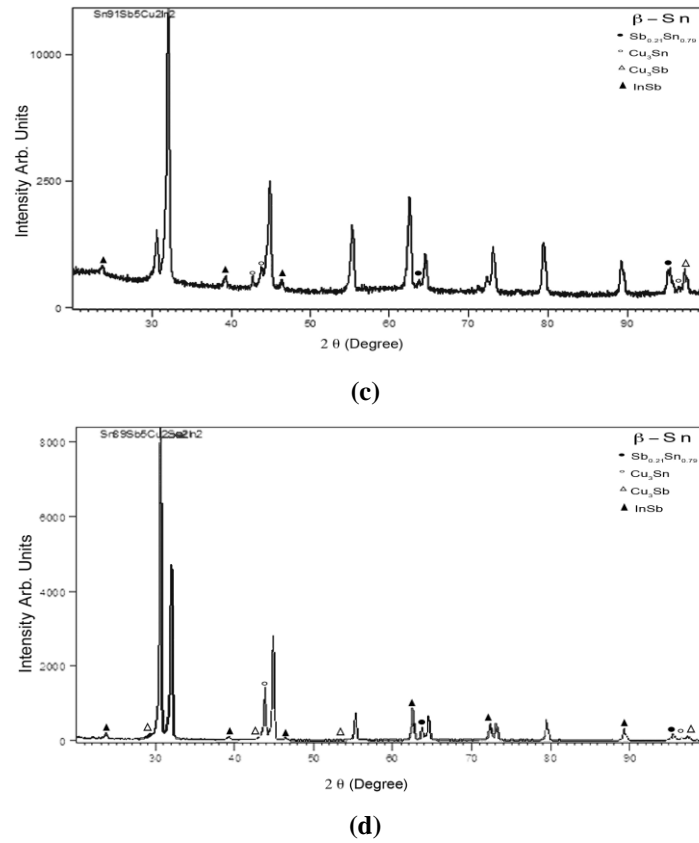 Sn91Sb5Cu2In2
β – Sn
● Sb0.21Sn0.79
○ Cu3Sn
△ Cu3Sb
▲ InSb
10000
2500
0
Intensity Arb. Units
30 40 50 60 70 80 90
2 θ (Degree)
(c)
β – Sn
● Sb0.21Sn0.79
○ Cu3Sn
△ Cu3Sb
▲ InSb
8000
6000
4000
2000
0
Intensity Arb. Units
30 40 50 60 70 80 90
2 θ (Degree)
(d)